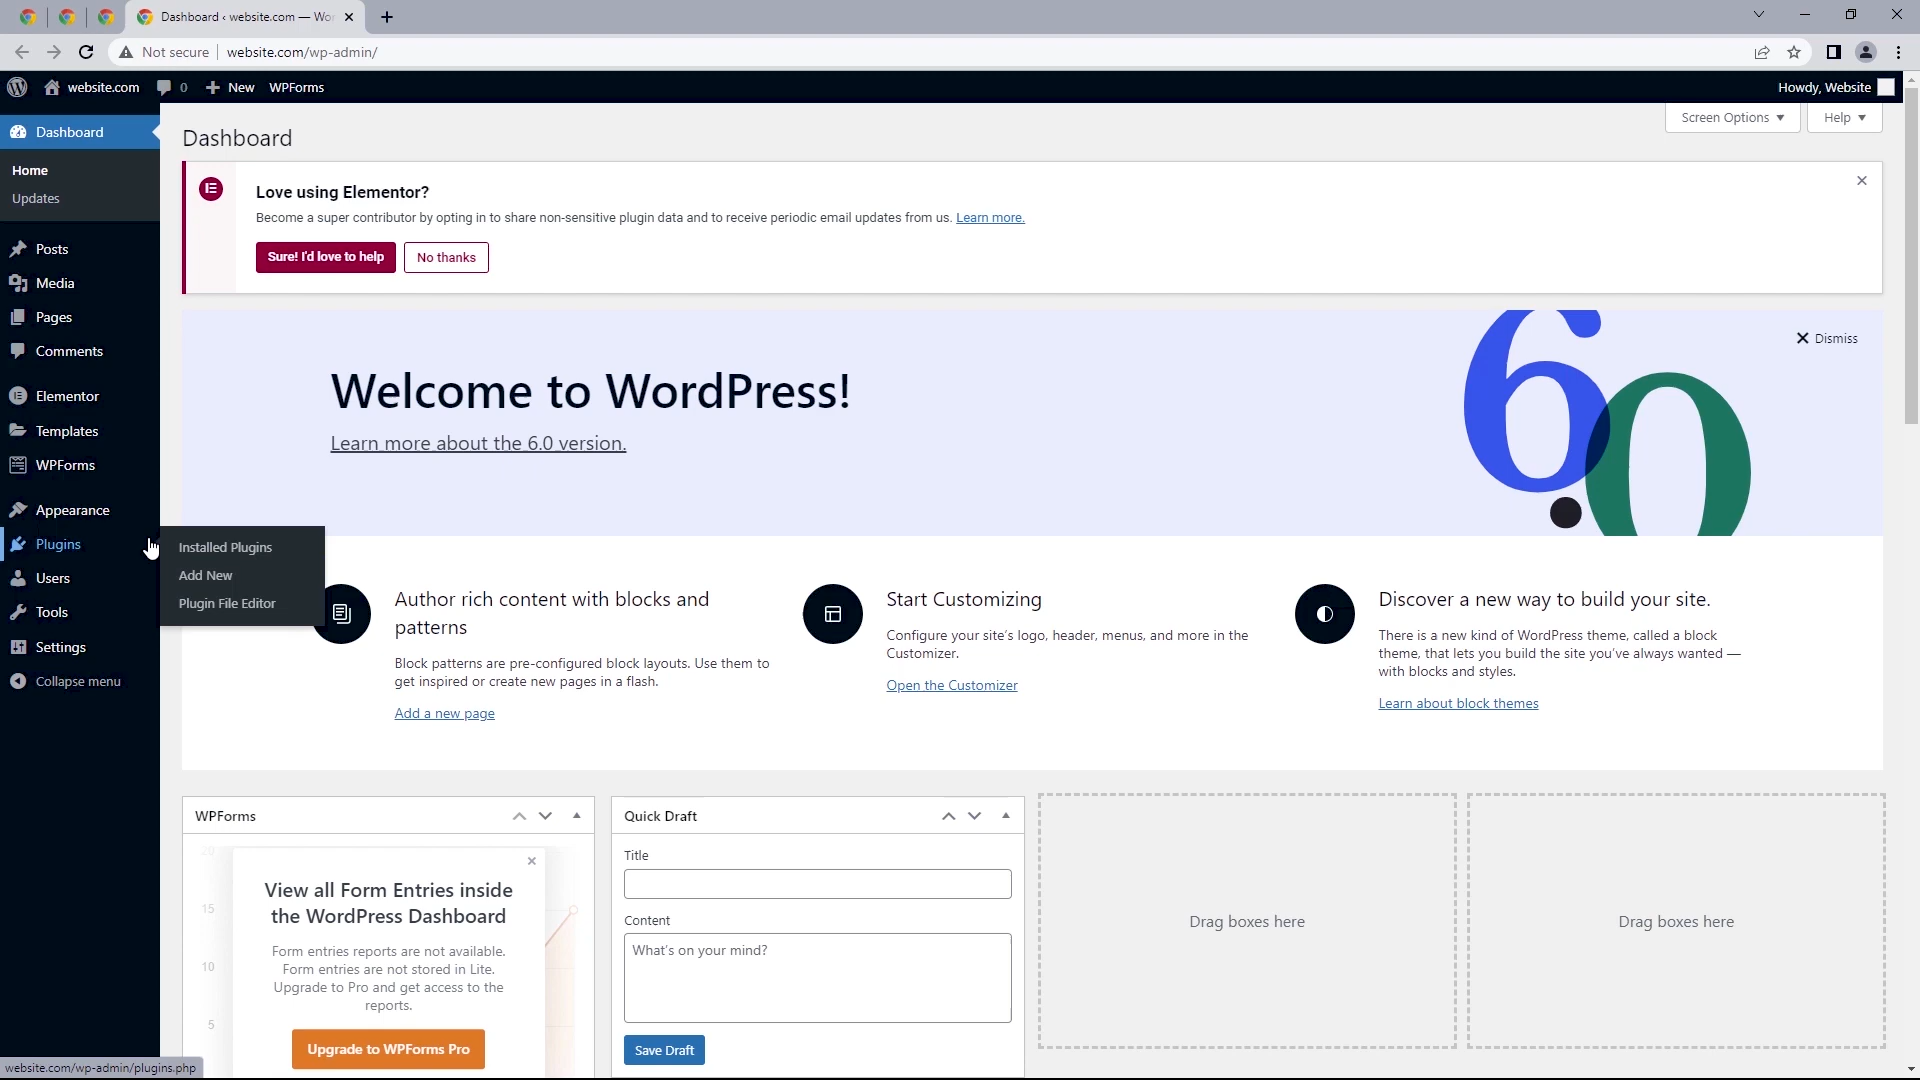 Dashboard ‹ website.com — Wo
Not secure
website.com/wp-admin/
website.com
0
New
WPForms
Howdy, Website
Dashboard
Home
Updates
Posts
Media
Pages
Comments
Elementor
Templates
WPForms
Appearance
Plugins
Users
Tools
Settings
Collapse menu
Installed Plugins
Add New
Plugin File Editor
Dashboard
Screen Options
Help
Love using Elementor?
Become a super contributor by opting in to share non-sensitive plugin data and to receive periodic email updates from us. Learn more.
Sure! I'd love to help
No thanks
Welcome to WordPress!
Learn more about the 6.0 version.
60
Dismiss
Author rich content with blocks and
patterns
Block patterns are pre-configured block layouts. Use them to
get inspired or create new pages in a flash.
Add a new page
Start Customizing
Configure your site's logo, header, menus, and more in the
Customizer.
Open the Customizer
Discover a new way to build your site.
There is a new kind of WordPress theme, called a block
theme, that lets you build the site you've always wanted —
with blocks and styles.
Learn about block themes
WPForms
20
15
10
5
View all Form Entries inside
the WordPress Dashboard
Form entries reports are not available.
Form entries are not stored in Lite.
Upgrade to Pro and get access to the
reports.
Upgrade to WPForms Pro
Quick Draft
Title
Content
What's on your mind?
Save Draft
Drag boxes here
Drag boxes here
website.com/wp-admin/plugins.php